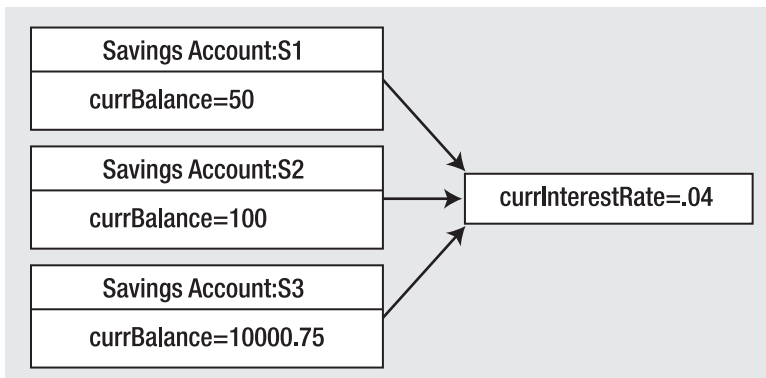 Savings Account:S1
currBalance=50
Savings Account:S2
currBalance=100
currInterestRate=.04
Savings Account:S3
currBalance=10000.75